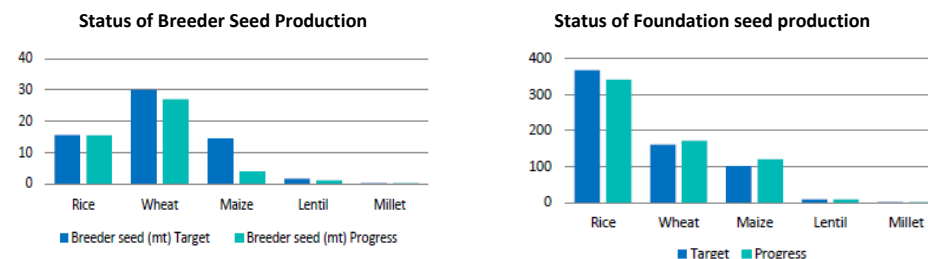 Status of Breeder Seed Production
40
30
20
10
0
Rice Wheat Maize Lentil Millet
Breeder seed (mt) Target Breeder seed (mt) Progress
Status of Foundation seed production
400
300
200
100
0
Rice Wheat Maize Lentil Millet
Target Progress